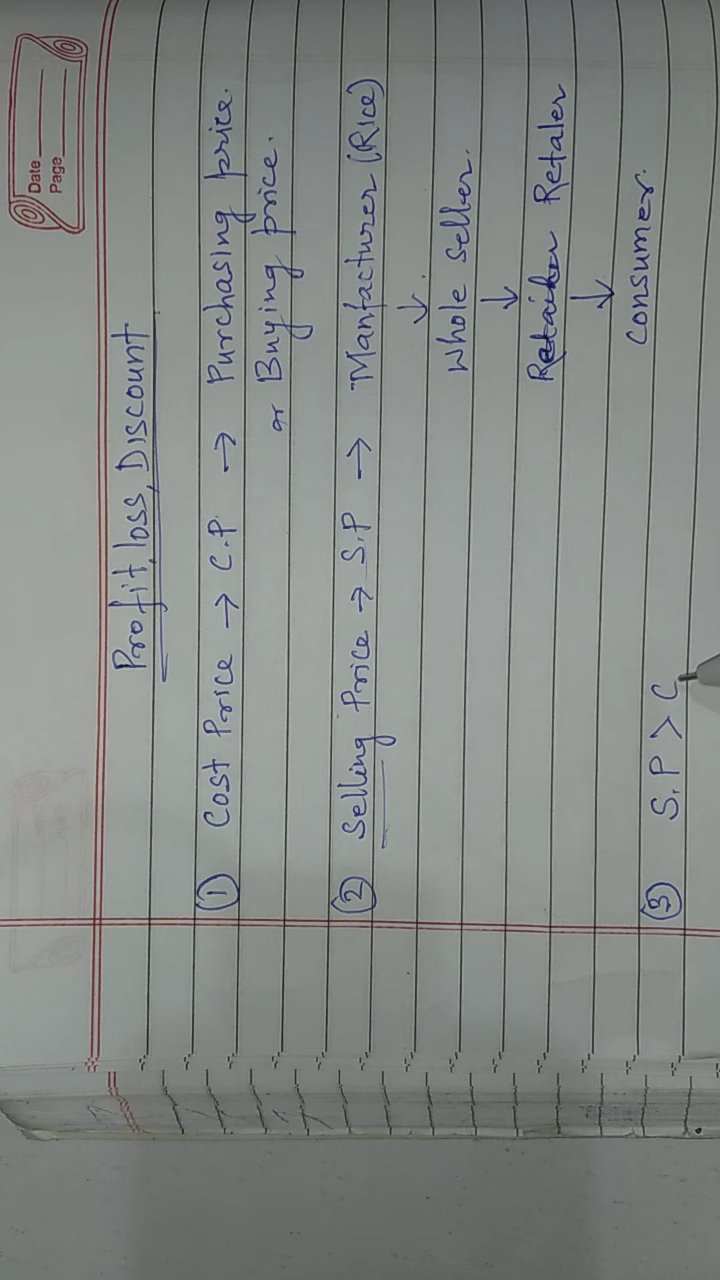 Date
Page
Profit, loss, Discount
① Cost Price → C.P. → Purchasing price.
or Buying price.
② Selling Price → S.P → Manfacturer (Rice)
↓
Whole seller.
↓
Retailer Retaler
↓
Consumer.
③ S.P > C